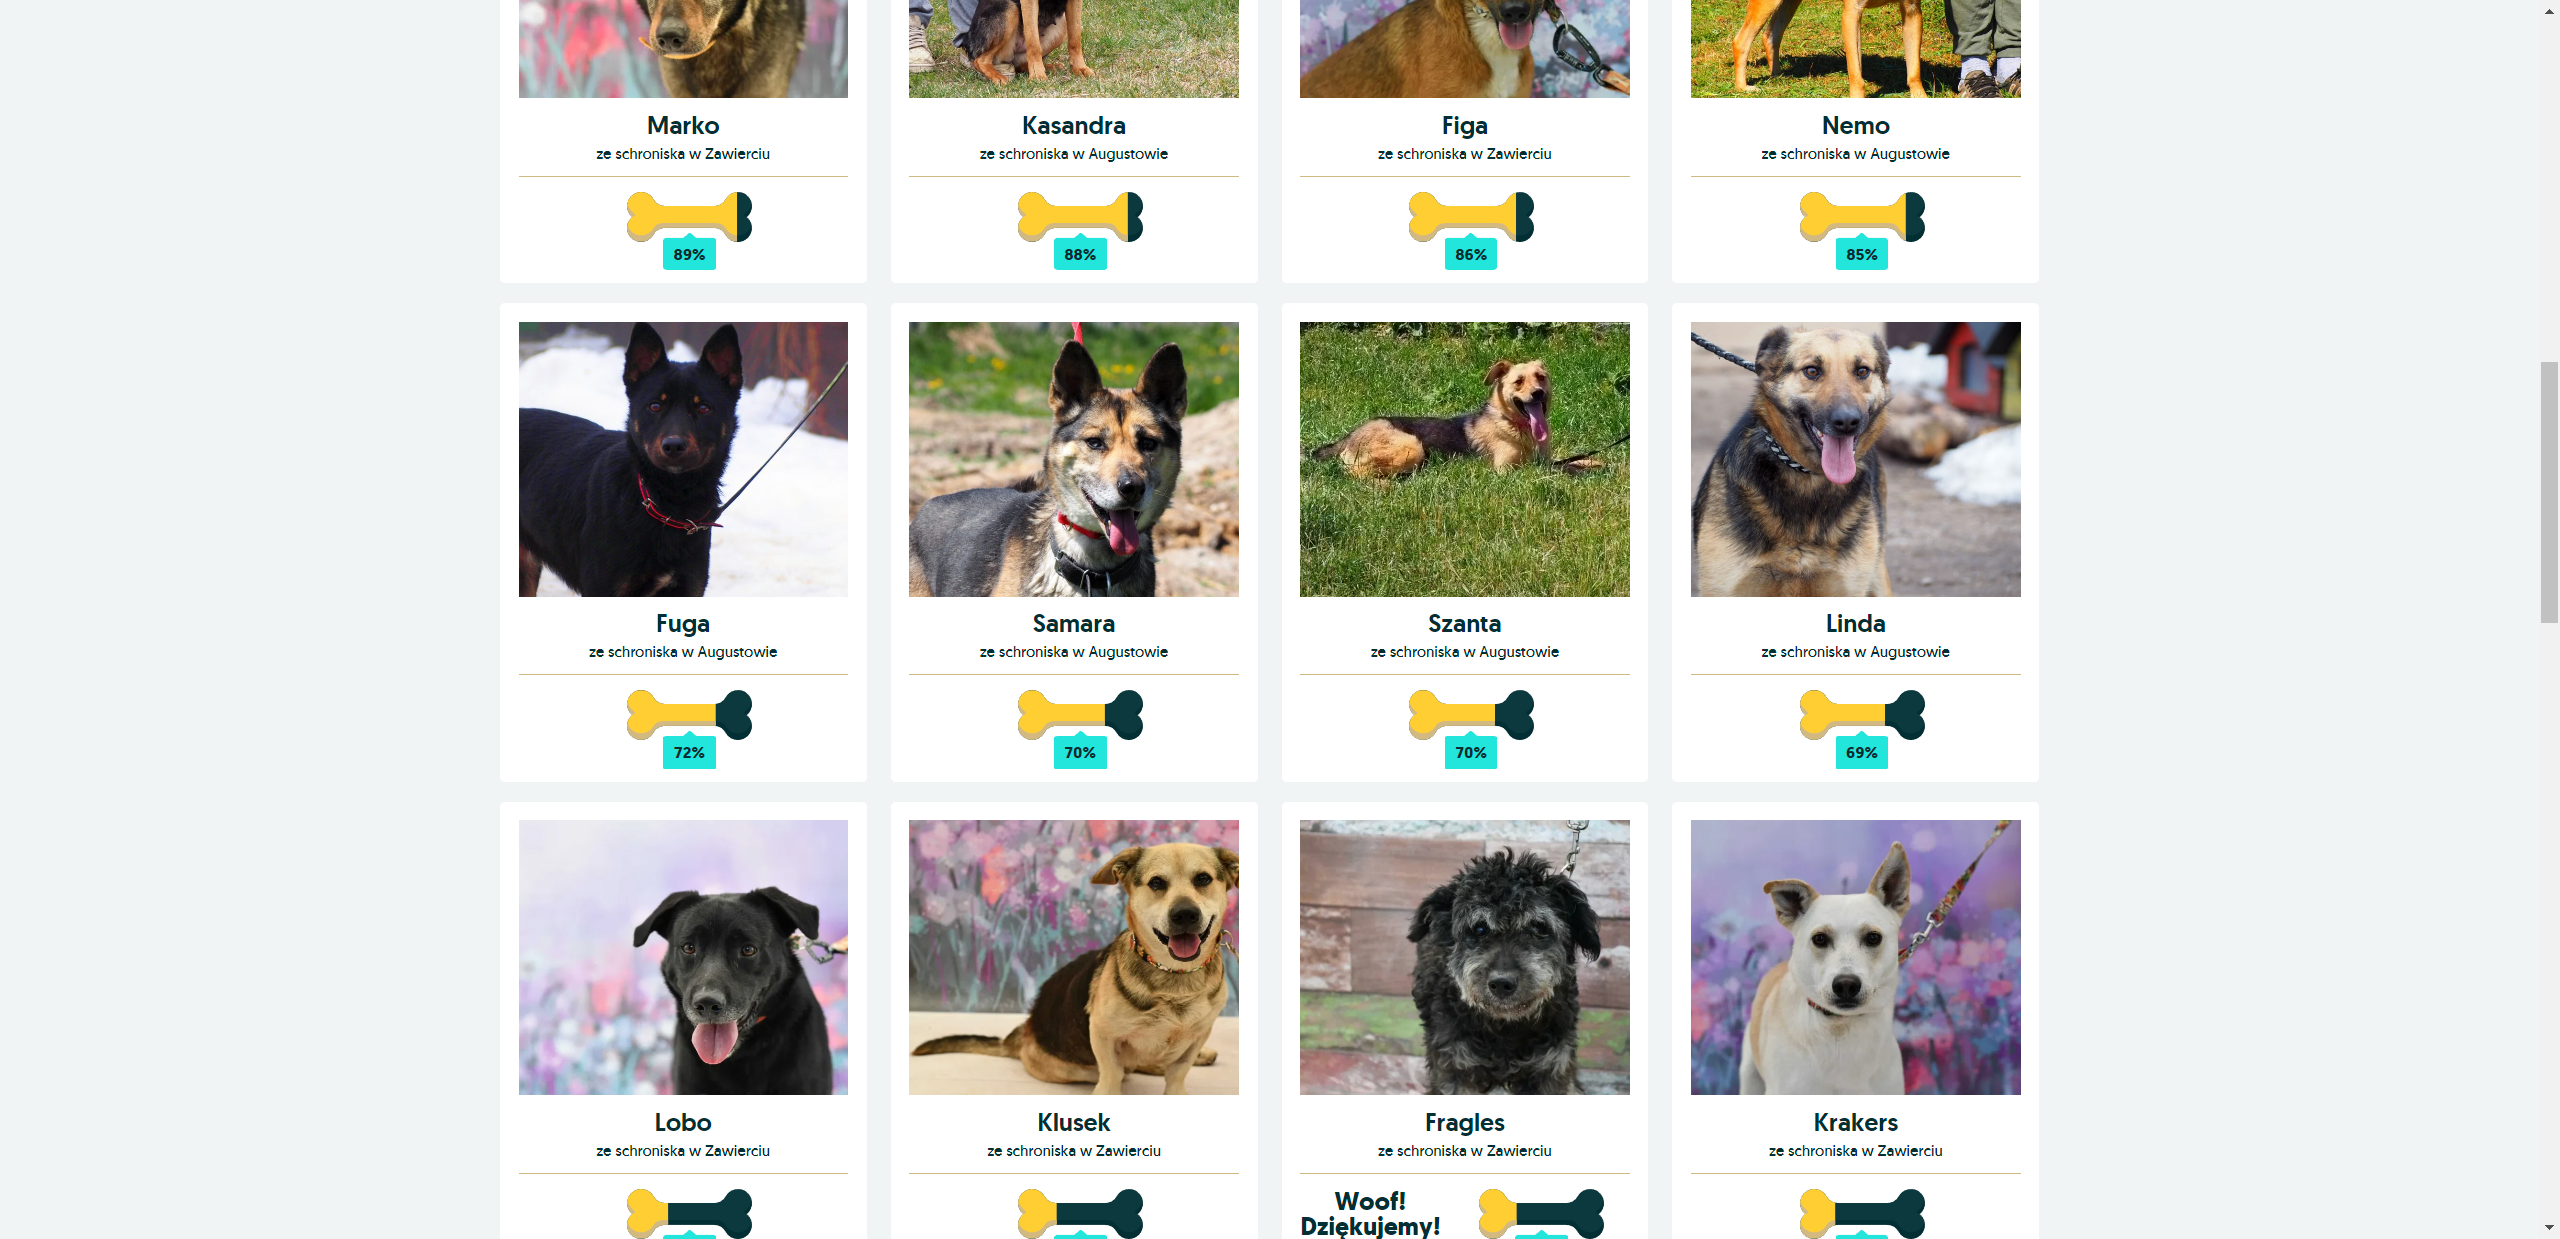 Marko
ze schroniska w Zawierciu
89%
Kasandra
ze schroniska w Augustowie
88%
Figa
ze schroniska w Zawierciu
86%
Nemo
ze schroniska w Augustowie
85%
Fuga
ze schroniska w Augustowie
72%
Samara
ze schroniska w Augustowie
70%
Szanta
ze schroniska w Augustowie
70%
Linda
ze schroniska w Augustowie
69%
Lobo
ze schroniska w Zawierciu
Klusek
ze schroniska w Zawierciu
Fragles
ze schroniska w Zawierciu
Woof!
Dziękujemy!
Krakers
ze schroniska w Zawierciu